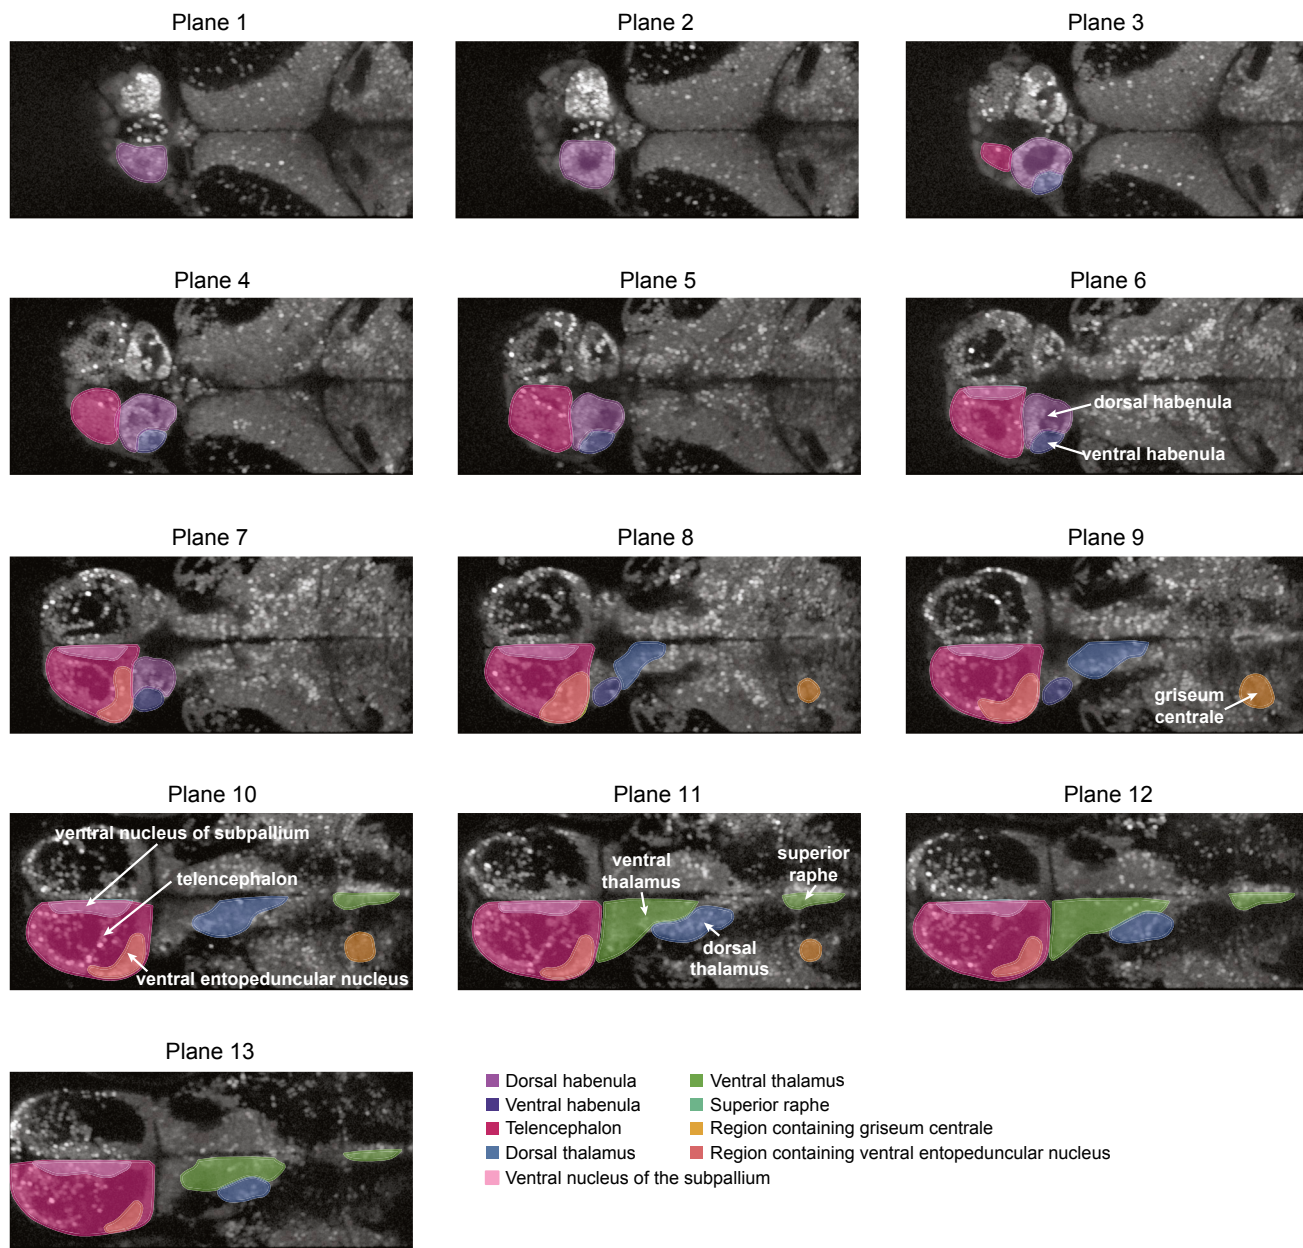 Plane 1
Plane 2
Plane 3
Plane 4
Plane 5
Plane 6
dorsal habenula
ventral habenula
Plane 7
Plane 8
Plane 9
griseum
centrale
Plane 10
Plane 11
Plane 12
ventral nucleus of subpallium
telencephalon
ventral entopeduncular nucleus
ventral
thalamus
superior
raphe
dorsal
thalamus
Plane 13
Dorsal habenula
Ventral habenula
Telencephalon
Dorsal thalamus
Ventral nucleus of the subpallium
Ventral thalamus
Superior raphe
Region containing griseum centrale
Region containing ventral entopeduncular nucleus